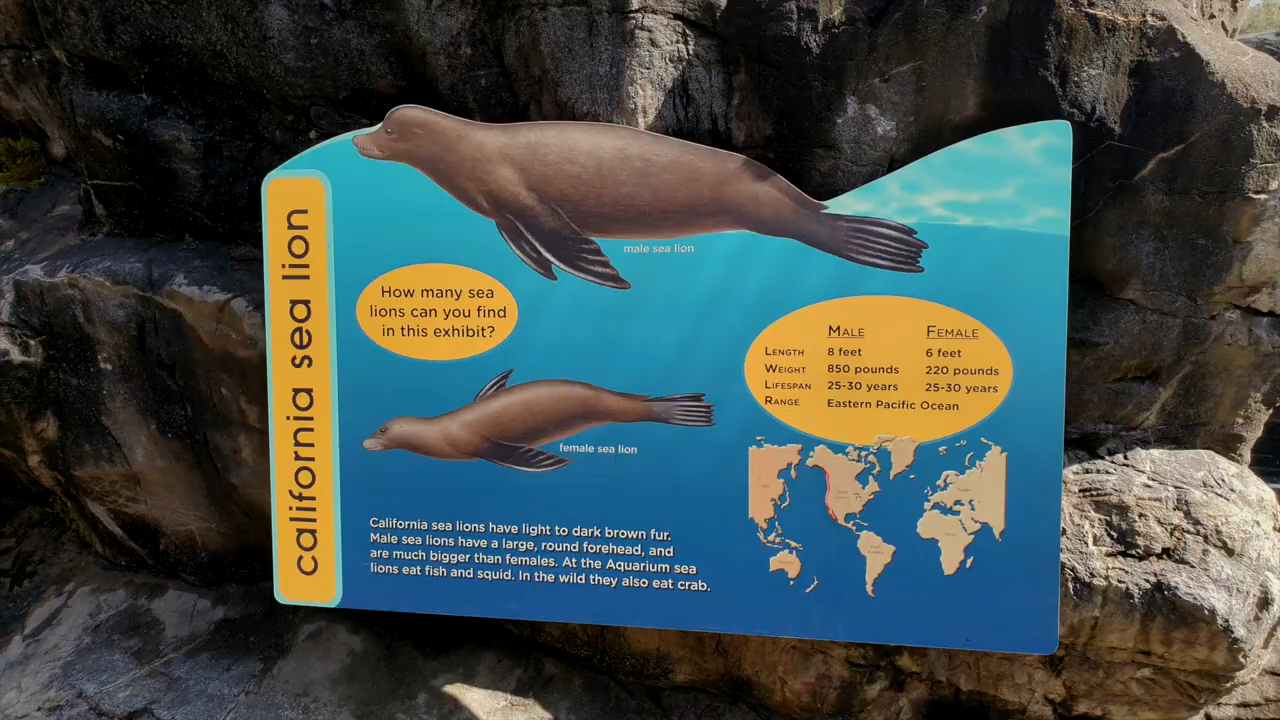 california sea lion
male sea lion
How many sea
lions can you find
in this exhibit?
MALE FEMALE
LENGTH 8 feet 6 feet
WEIGHT 850 pounds 220 pounds
LIFESPAN 25-30 years 25-30 years
RANGE Eastern Pacific Ocean
female sea lion
California sea lions have light to dark brown fur.
Male sea lions have a large, round forehead, and
are much bigger than females. At the Aquarium sea
lions eat fish and squid. In the wild they also eat crab.